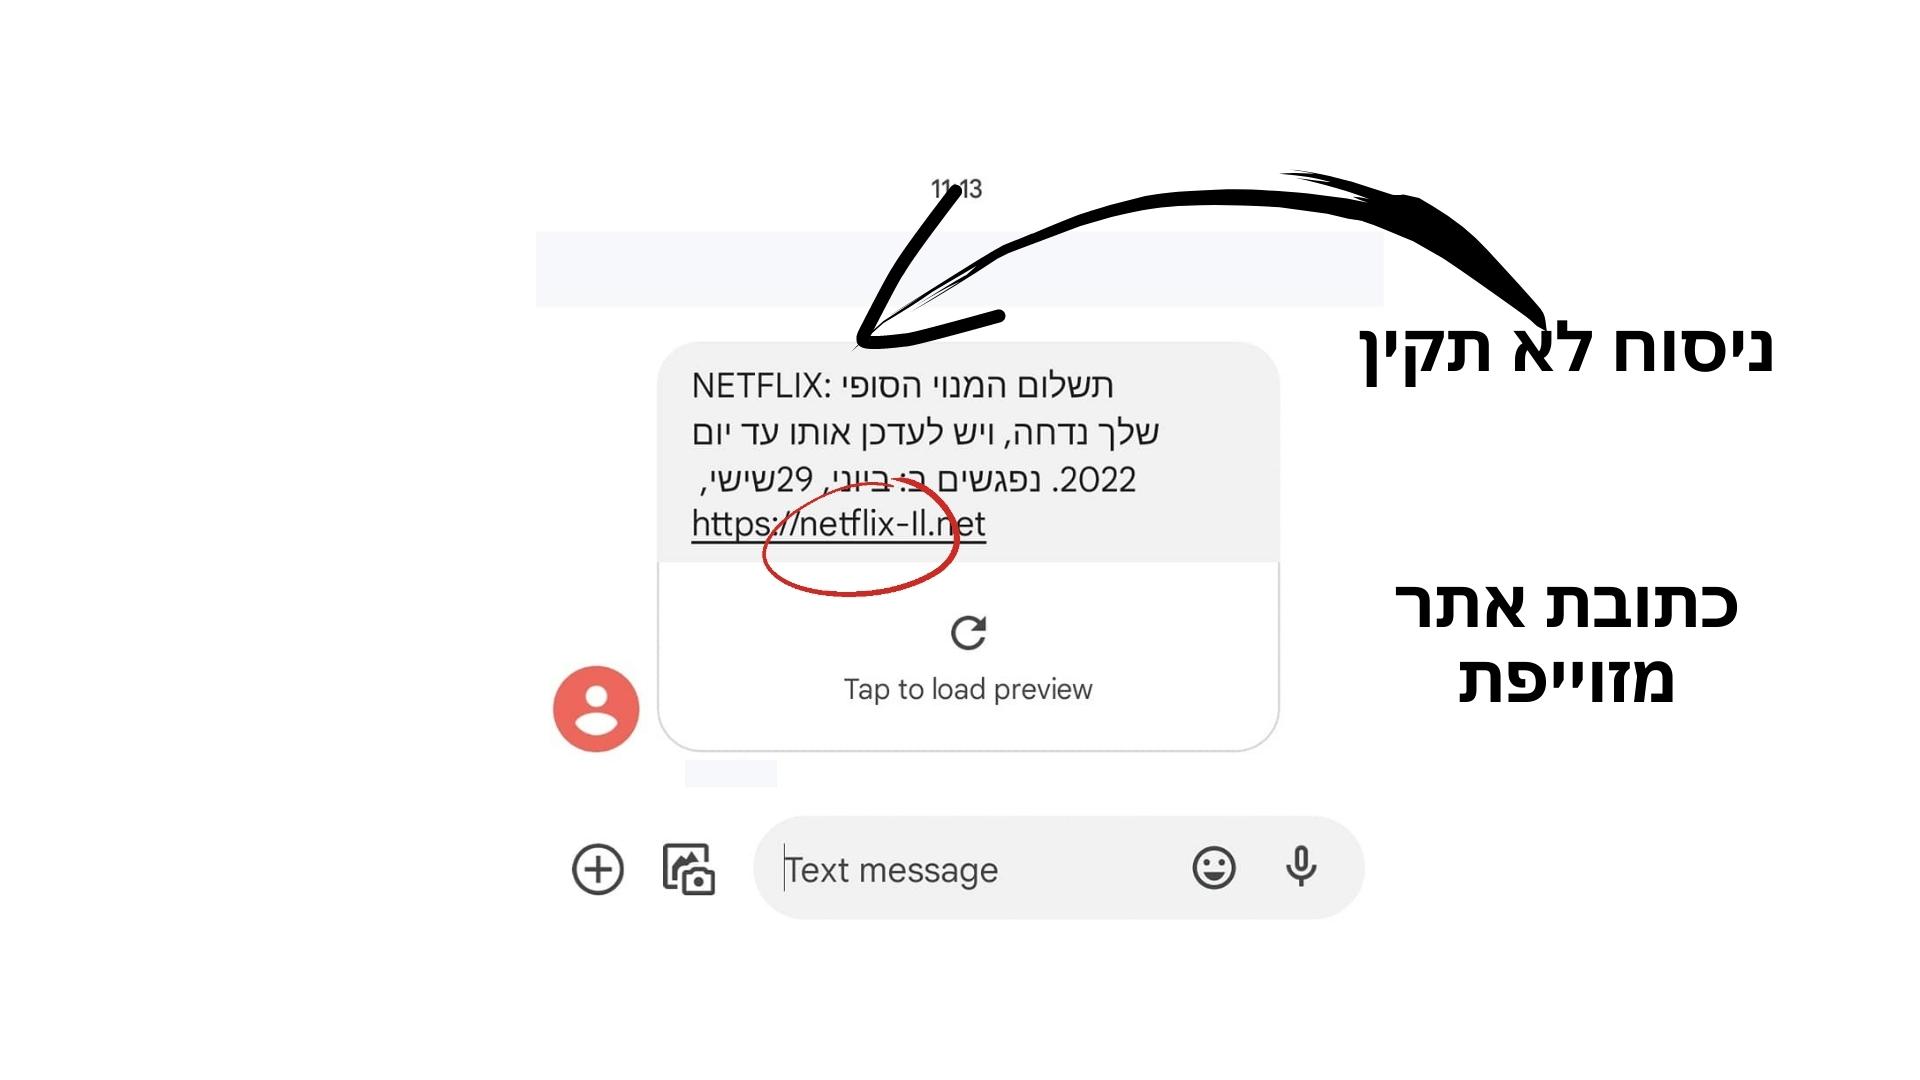 11:13
NETFLIX: תשלום המנוי הסופי
שלך נדחה, ויש לעדכן אותו עד יום
שישי, 29 ביוני, 2022. נפגשים ב:
https://netflix-Il.net
Tap to load preview
Text message
ניסוח לא תקין
כתובת אתר
מזוייפת